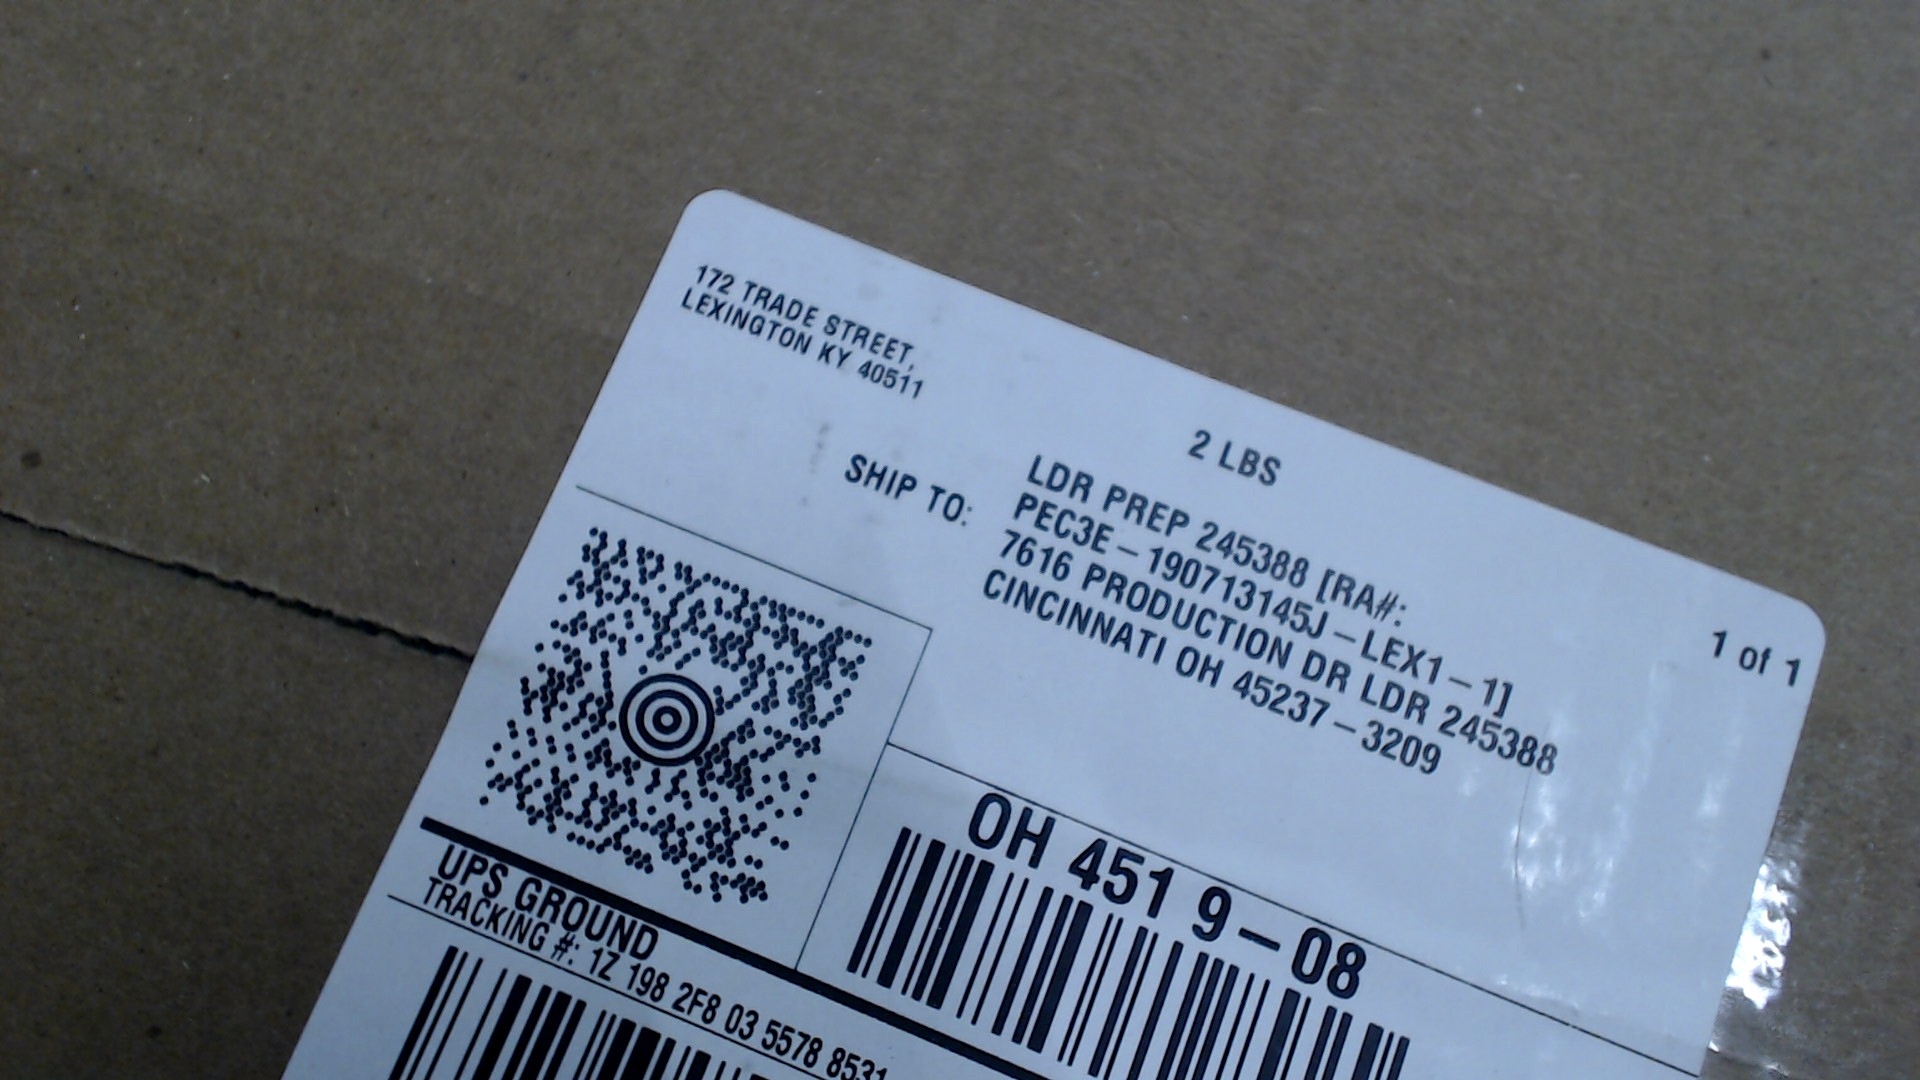 172 TRADE STREET,
LEXINGTON KY 40511
2 LBS
1 of 1
SHIP TO:
LDR PREP 245388 [RA#:
PEC3E-190713145J-LEX1-1]
7616 PRODUCTION DR LDR 245388
CINCINNATI OH 45237-3209
OH 451 9-08
UPS GROUND
TRACKING #: 1Z 198 2F8 03 5578 8531